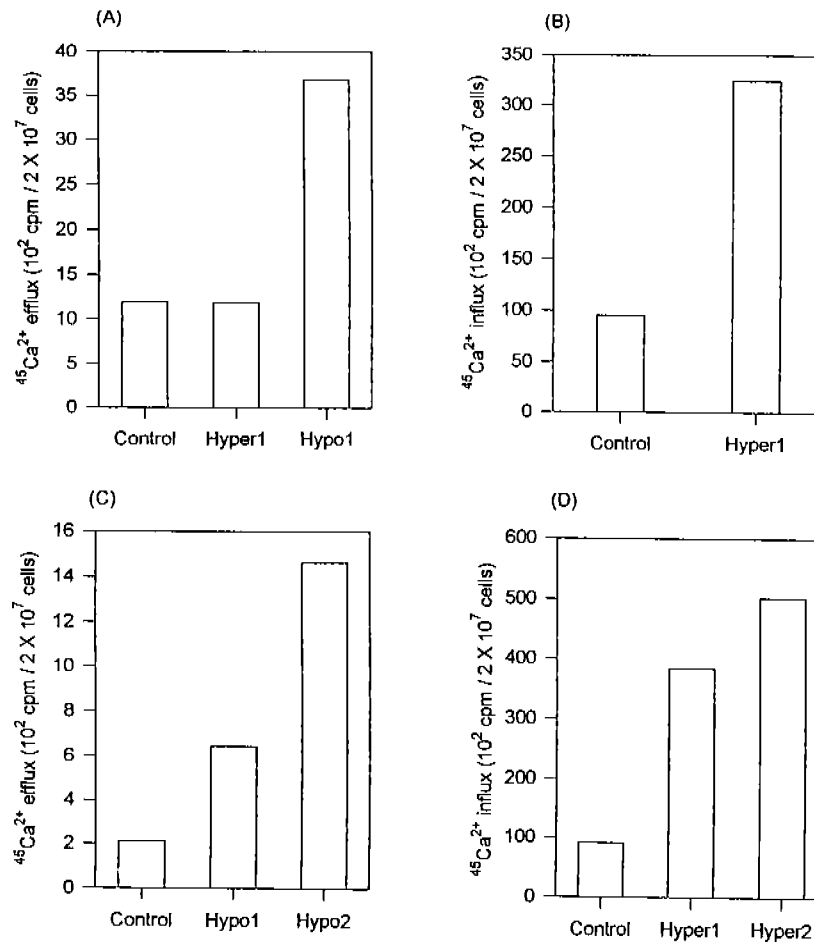 (A)
⁴⁵Ca²⁺ efflux (10² cpm / 2 X 10⁷ cells)
40
35
30
25
20
15
10
5
0
Control Hyper1 Hypo1
(B)
⁴⁵Ca²⁺ influx (10² cpm / 2 X 10⁷ cells)
350
300
250
200
150
100
50
0
Control Hyper1
(C)
⁴⁵Ca²⁺ efflux (10² cpm / 2 X 10⁷ cells)
16
14
12
10
8
6
4
2
0
Control Hypo1 Hypo2
(D)
⁴⁵Ca²⁺ influx (10² cpm / 2 X 10⁷ cells)
600
500
400
300
200
100
0
Control Hyper1 Hyper2